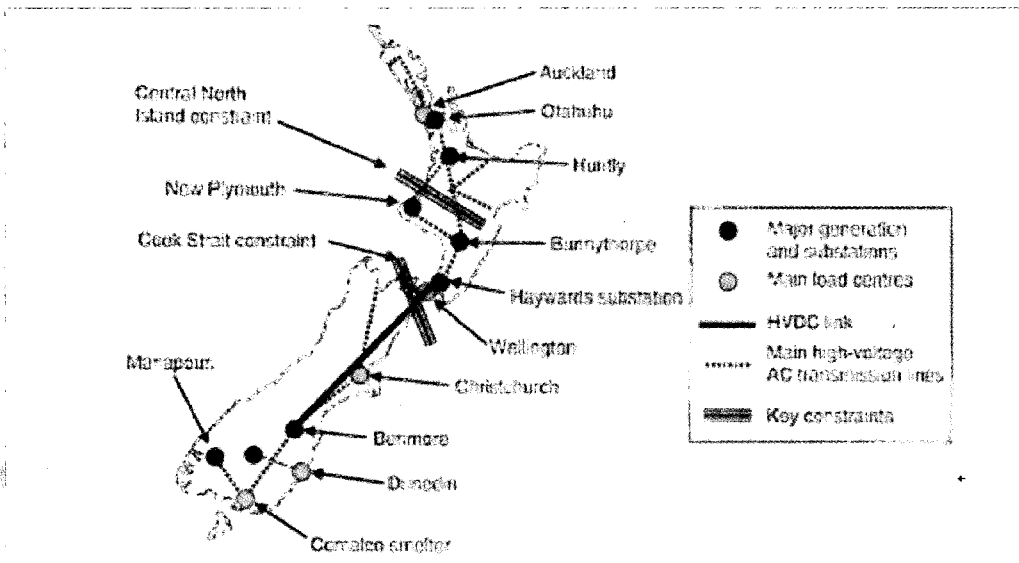 Auckland
Central North
Island constraint
Otahuhu
Huntly
New Plymouth
Cook Strait constraint
Bunnythorpe
Haywards substation
Wellington
Manapouri
Christchurch
Benmore
Dunedin
Comalco smelter
Major generation
and substations
Main load centres
HVDC link
Main high-voltage
AC transmission lines
Key constraints